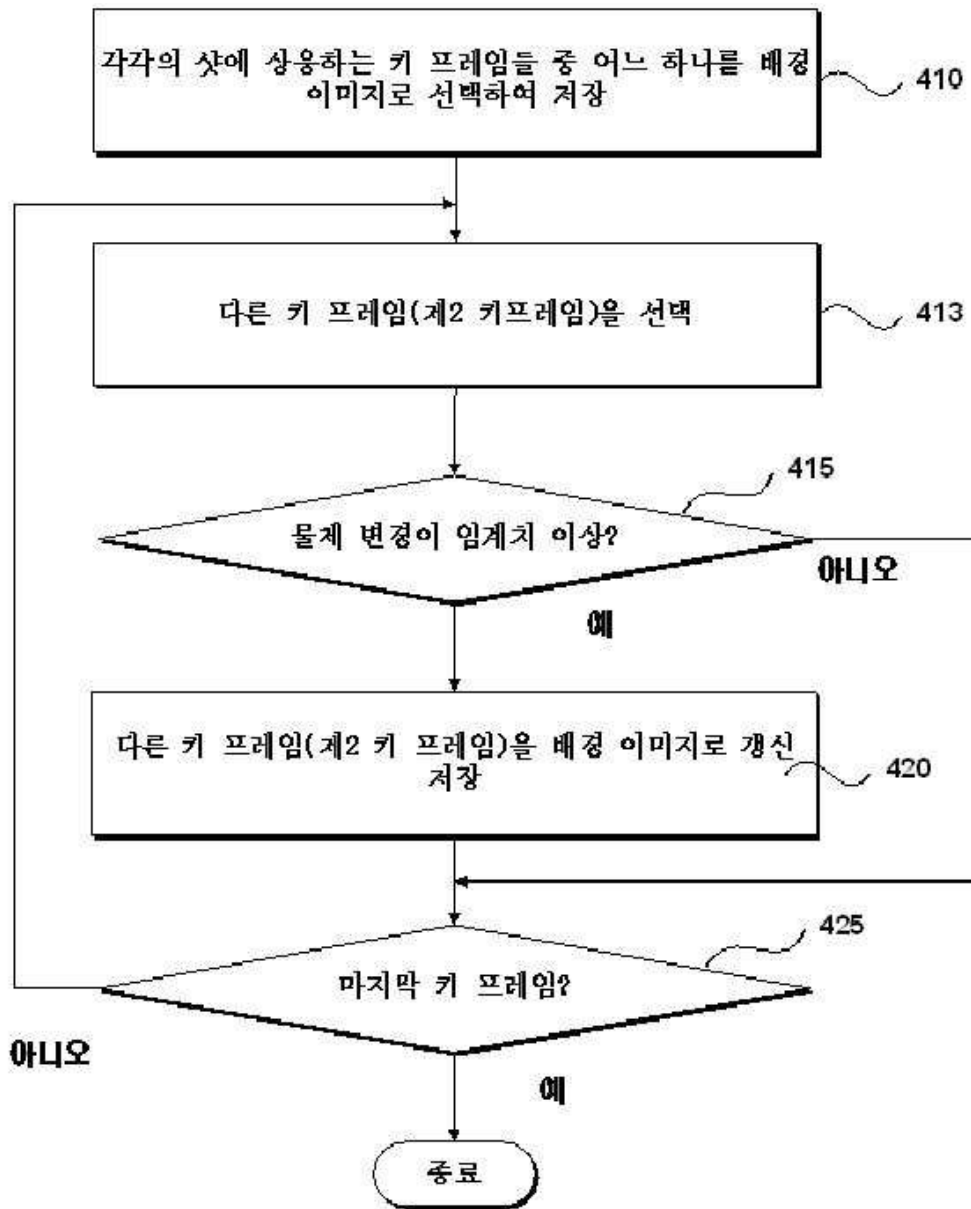 각각의 샷에 상응하는 키 프레임들 중 어느 하나를 배경
이미지로 선택하여 저장
410
다른 키 프레임(제2 키프레임)을 선택
413
415
물체 변경이 임계치 이상?
아니오
예
다른 키 프레임(제2 키 프레임)을 배경 이미지로 갱신
저장
420
425
마지막 키 프레임?
아니오
예
종료